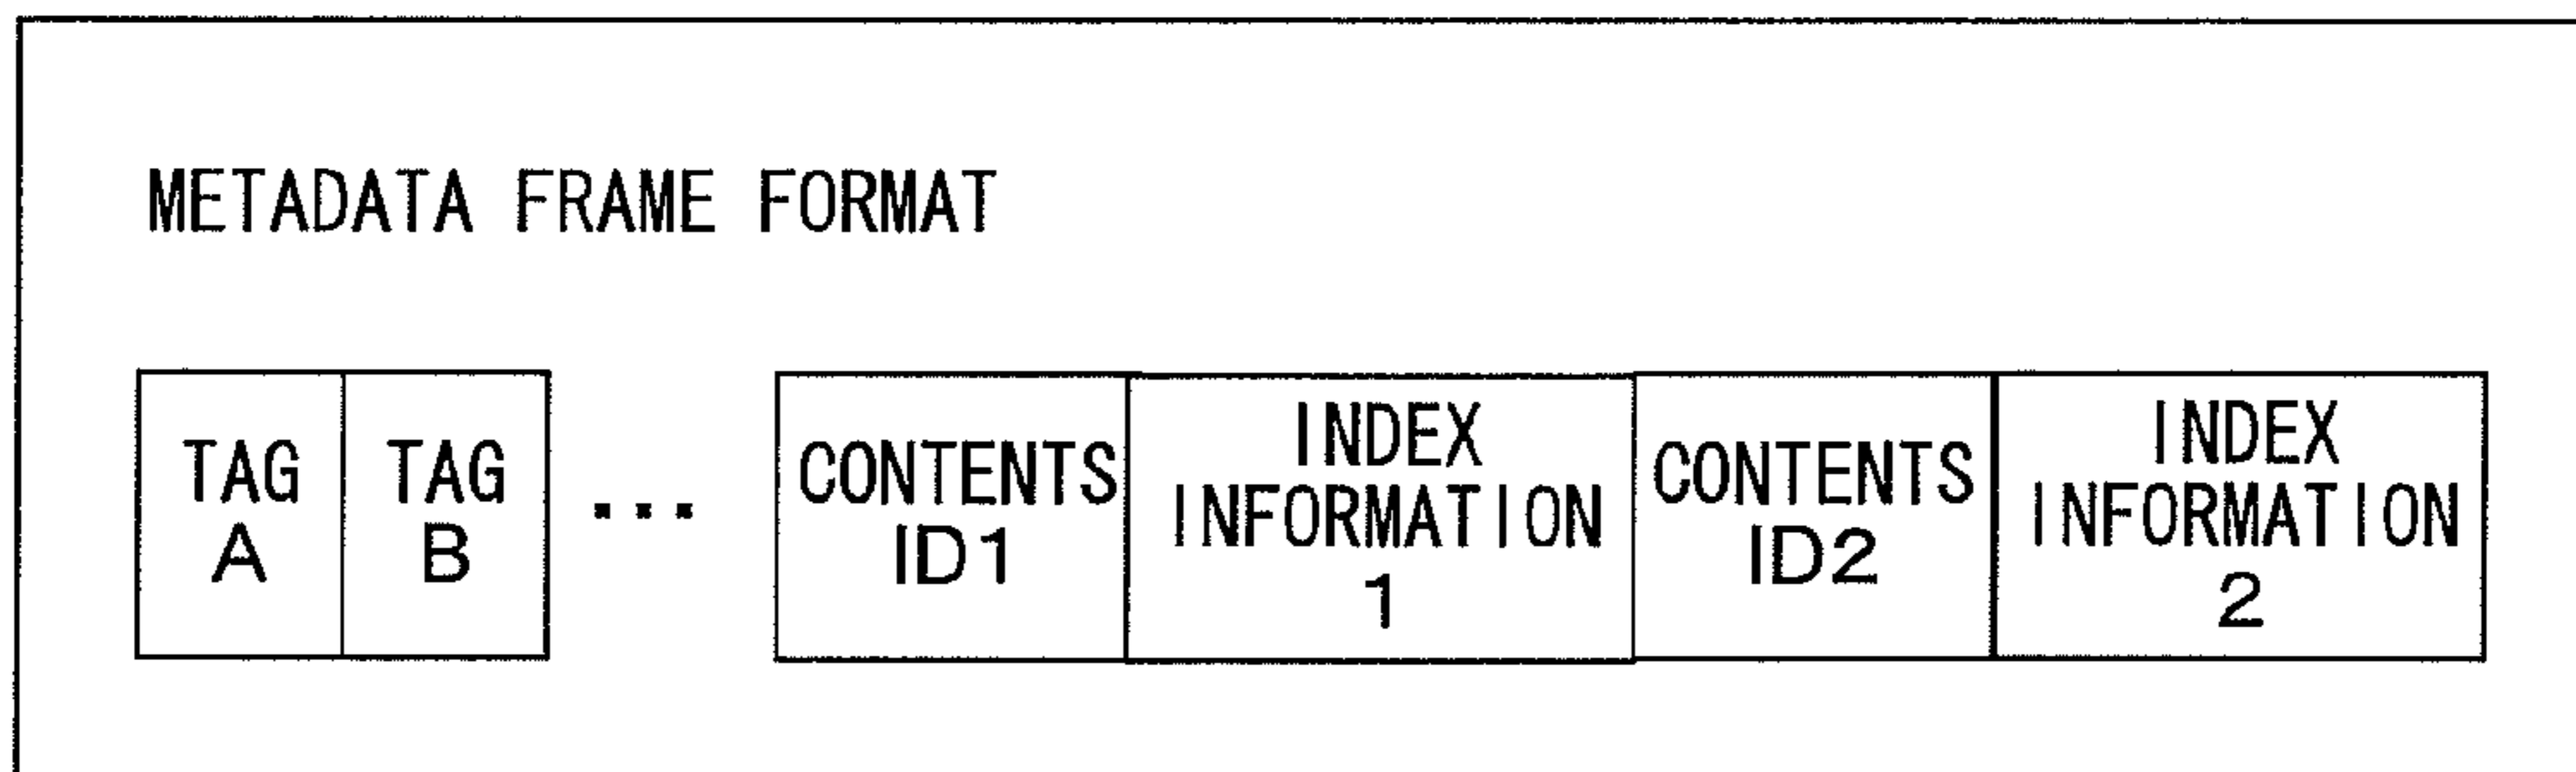 METADATA FRAME FORMAT
TAG
A
TAG
B
...
CONTENTS
ID1
INDEX
INFORMATION
1
CONTENTS
ID2
INDEX
INFORMATION
2